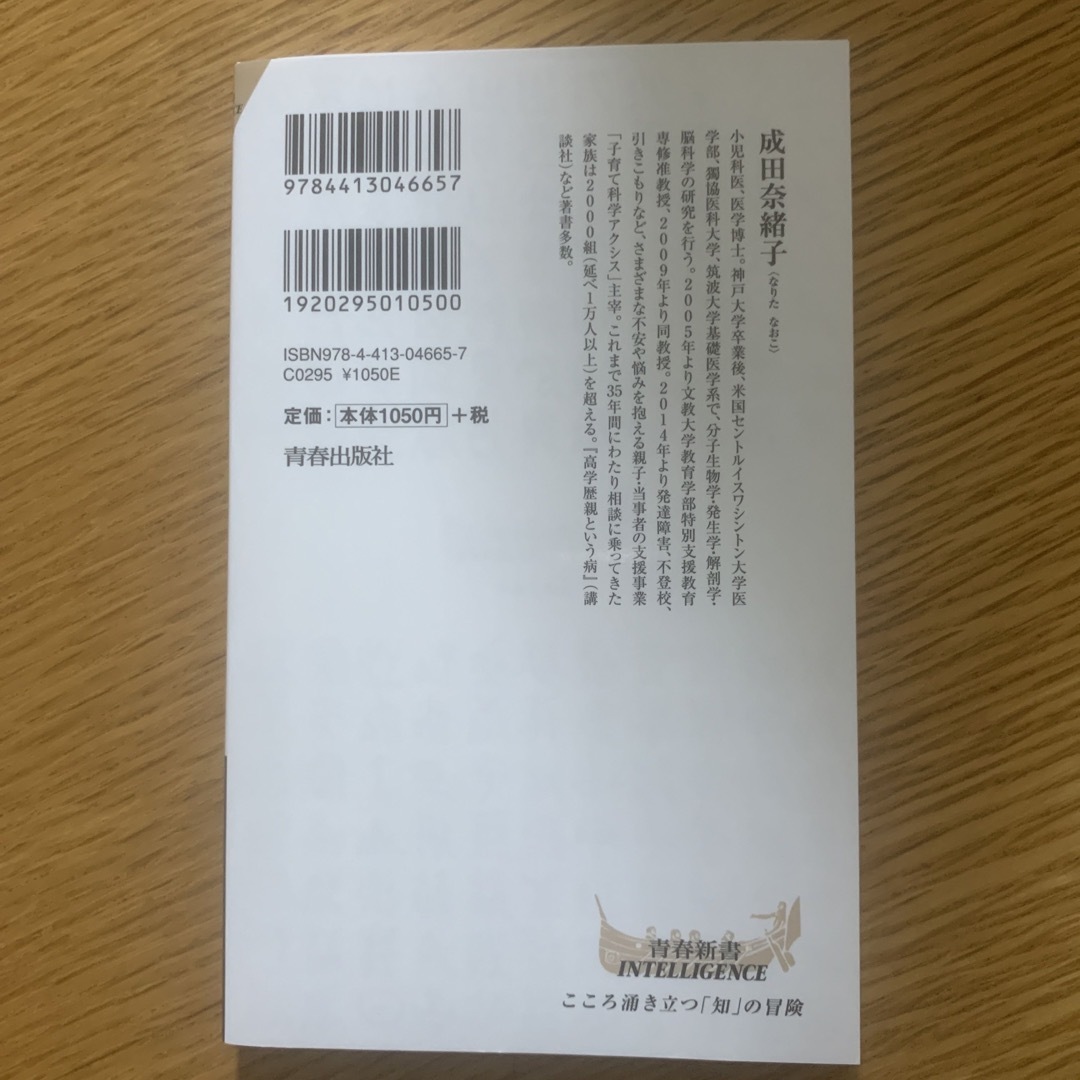 成田奈緒子(なりた なおこ)
小児科医、医学博士。神戸大学卒業後、米国セントルイスワシントン大学医
学部、獨協医科大学、筑波大学基礎医学系で、分子生物学・発生学・解剖学・
脳科学の研究を行う。2005年より文教大学教育学部特別支援教育
専修准教授、2009年より同教授。2014年より発達障害、不登校、
引きこもりなど、さまざまな不安や悩みを抱える親子・当事者の支援事業
「子育て科学アクシス」主宰。これまで35年間にわたり相談に乗ってきた
家族は2000組(延べ1万人以上)を超える。『高学歴親という病』(講
談社)など著書多数。
9784413046657
1920295010500
ISBN978-4-413-04665-7
C0295 ¥1050E
定価:本体1050円+税
青春出版社
青春新書
INTELLIGENCE
こころ涌き立つ「知」の冒険